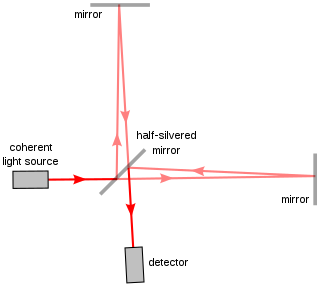 mirror
half-silvered
mirror
coherent
light source
mirror
detector